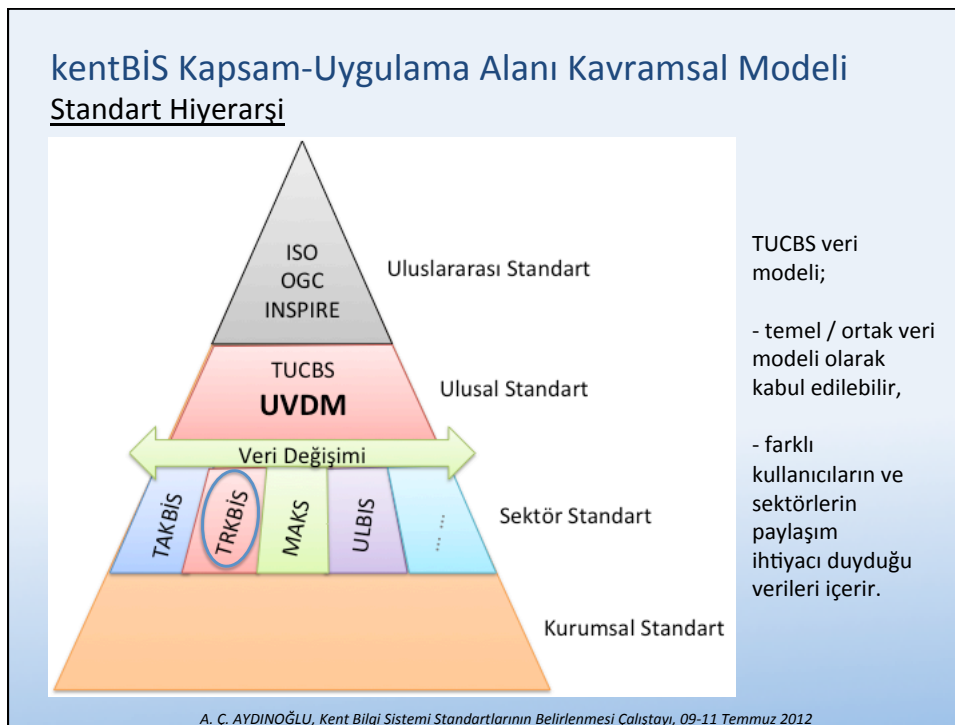 kentBİS Kapsam-Uygulama Alanı Kavramsal Modeli
Standart Hiyerarşi
ISO
OGC
INSPIRE
Uluslararası Standart
TUCBS
UVDM
Ulusal Standart
Veri Değişimi
TAKBİS
TRKBİS
MAKS
ULBIS
....
Sektör Standart
Kurumsal Standart
TUCBS veri
modeli;
- temel / ortak veri
modeli olarak
kabul edilebilir,
- farklı
kullanıcıların ve
sektörlerin
paylaşım
ihtiyacı duyduğu
verileri içerir.
A. Ç. AYDINOĞLU, Kent Bilgi Sistemi Standartlarının Belirlenmesi Çalıştayı, 09-11 Temmuz 2012